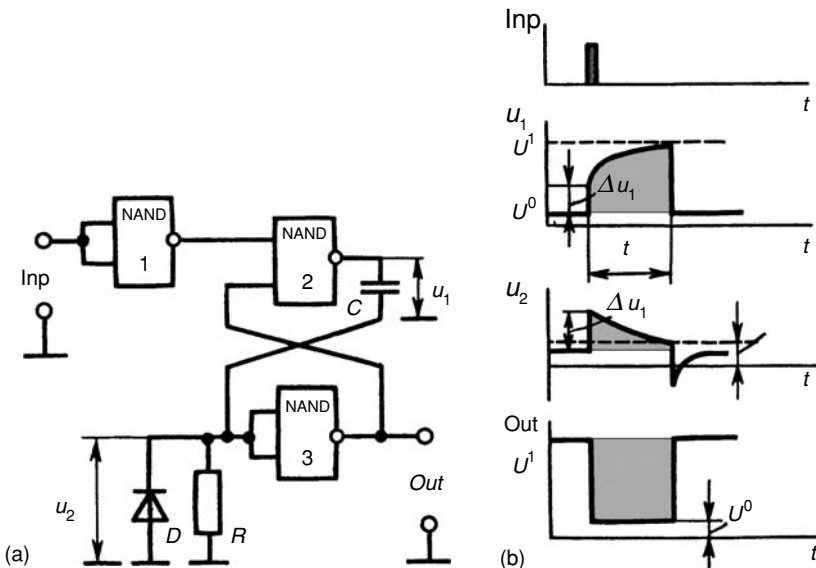 NAND
1
NAND
2
Inp
C
u₁
NAND
3
Out
u₂
D
R
(a)
Inp
t
u₁
U¹
Δu₁
U⁰
t
t
u₂
Δu₁
t
Out
U¹
U⁰
t
(b)